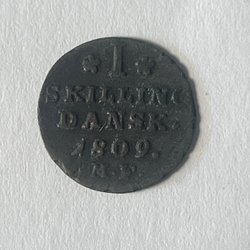 1
SKILLING
DANSK.
1809.
M.F.